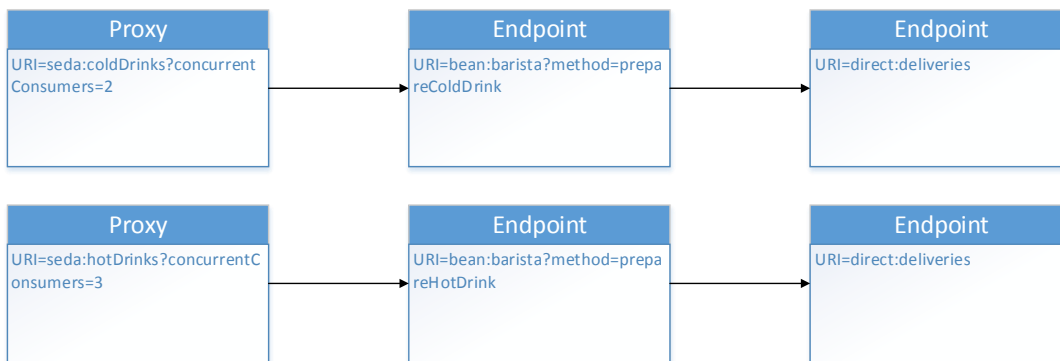 Proxy
URI=seda:coldDrinks?concurrent
Consumers=2
Endpoint
URI=bean:barista?method=prepa
reColdDrink
Endpoint
URI=direct:deliveries
Proxy
URI=seda:hotDrinks?concurrentC
onsumers=3
Endpoint
URI=bean:barista?method=prepa
reHotDrink
Endpoint
URI=direct:deliveries